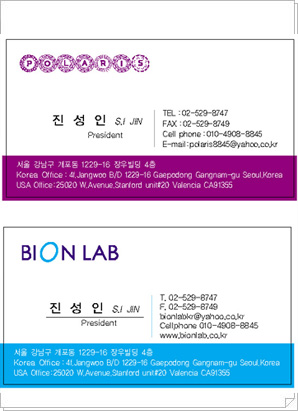 POLARIS
진 성 인 S.I JIN
President
TEL : 02-529-8747
FAX : 02-529-8749
Cell phone : 010-4908-8845
E-mail:polaris8845@yahoo.co.kr
서울 강남구 개포동 1229-16 장우빌딩 4층
Korea Office : 4f.Jangwoo B/D 1229-16 Gaepodong Gangnam-gu Seoul.Korea
USA Office:25020 W.Avenue.Stanford unit#20 Valencia CA91355
BION LAB
진 성 인 S.I JIN
President
T. 02-529-8747
F. 02-529-8749
bionlabkr@yahoo.co.kr
Cellphone 010-4908-8845
www.bionlab.co.kr
서울 강남구 개포동 1229-16 장우빌딩 4층
Korea Office : 4f.Jangwoo B/D 1229-16 Gaepodong Gangnam-gu Seoul.Korea
USA Office:25020 W.Avenue.Stanford unit#20 Valencia CA91355